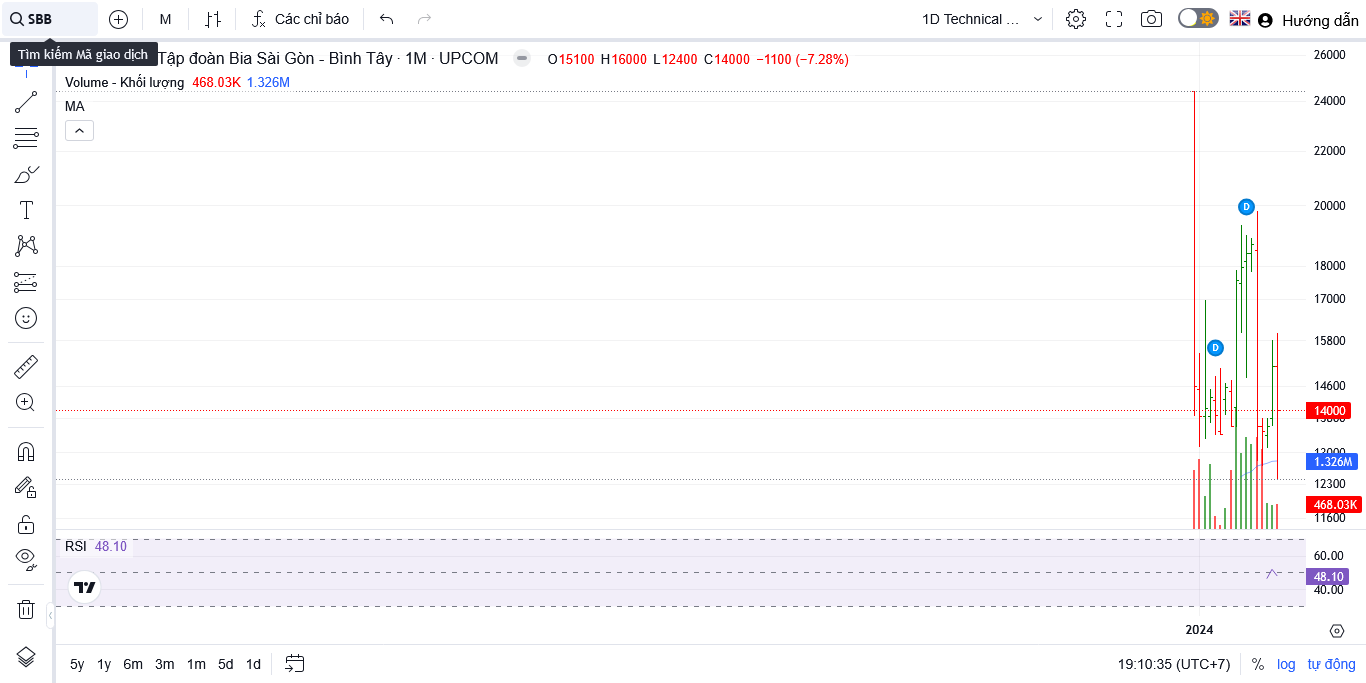 SBB
M
Các chỉ báo
1D Technical ...
Hướng dẫn
Tìm kiếm Mã giao dịch
Tập đoàn Bia Sài Gòn - Bình Tây · 1M · UPCOM
O15100 H16000 L12400 C14000 −1100 (−7.28%)
Volume - Khối lượng 468.03K 1.326M
MA
D
D
26000
24000
22000
20000
18000
17000
15800
14600
14000
13000
1.326M
12300
468.03K
11600
RSI 48.10
60.00
48.10
40.00
2024
5y 1y 6m 3m 1m 5d 1d
19:10:35 (UTC+7)
% log tự động